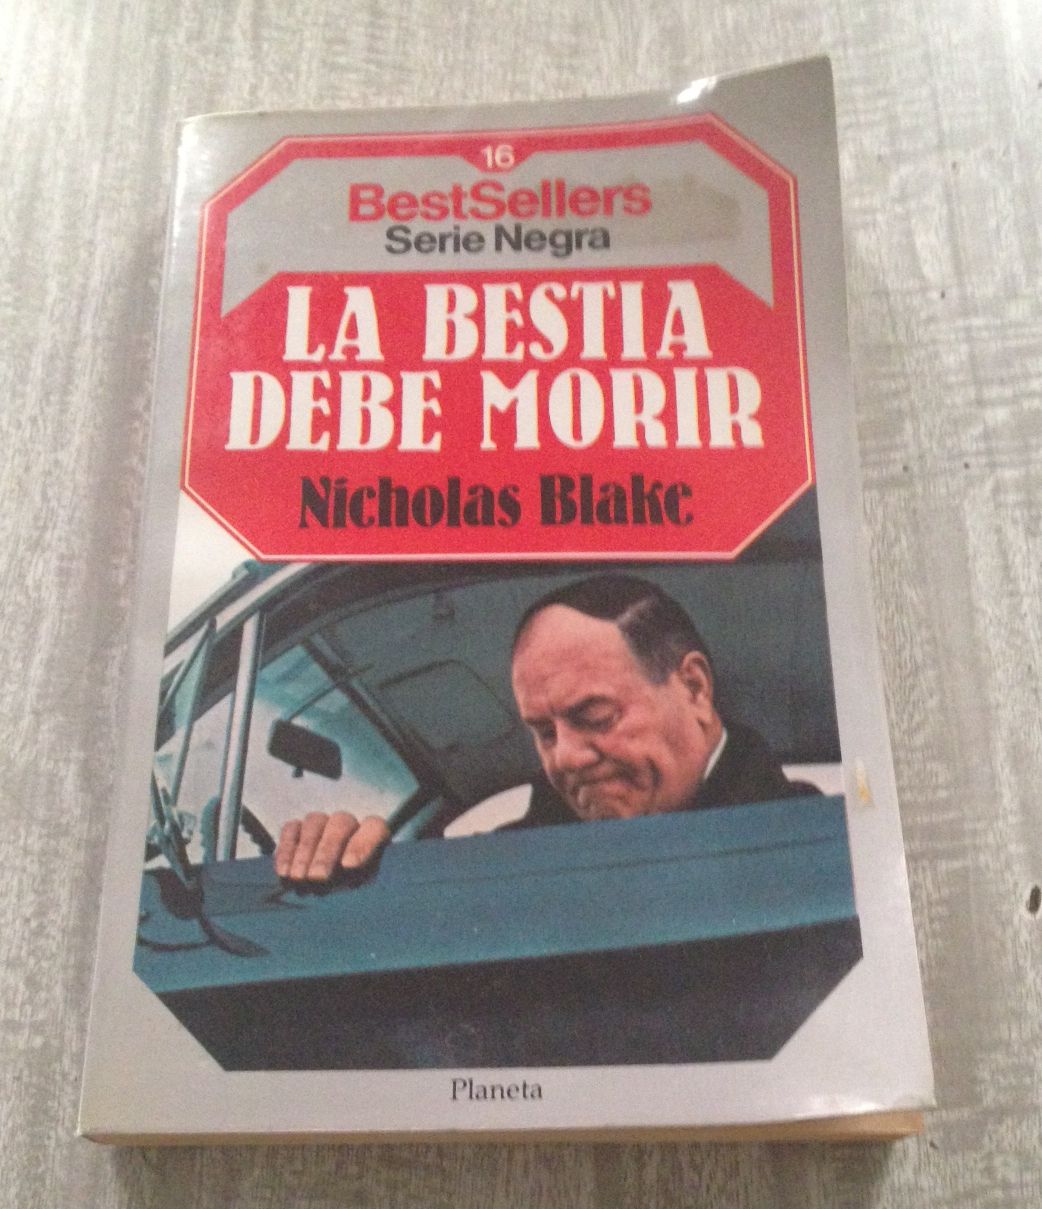 16
BestSellers
Serie Negra
LA BESTIA
DEBE MORIR
Nicholas Blake
Planeta